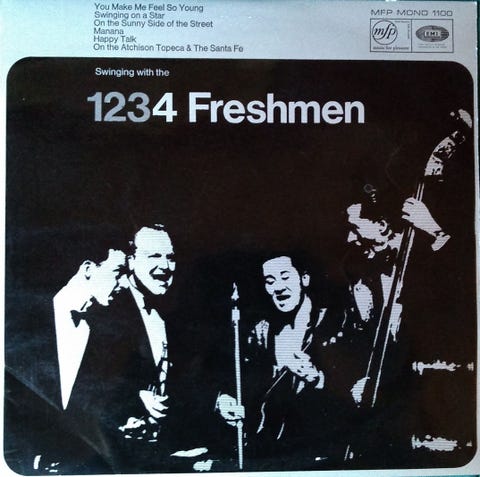 You Make Me Feel So Young
Swinging on a Star
On the Sunny Side of the Street
Manana
Happy Talk
On the Atchison Topeca & The Santa Fe
MFP MONO 1100
mfp
music for pleasure
EMI
Swinging with the
1234 Freshmen